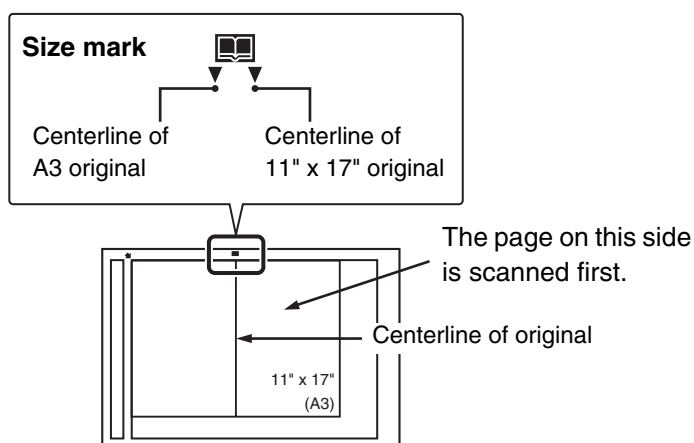 Size mark
Centerline of
A3 original
Centerline of
11" x 17" original
The page on this side
is scanned first.
Centerline of original
11" x 17"
(A3)